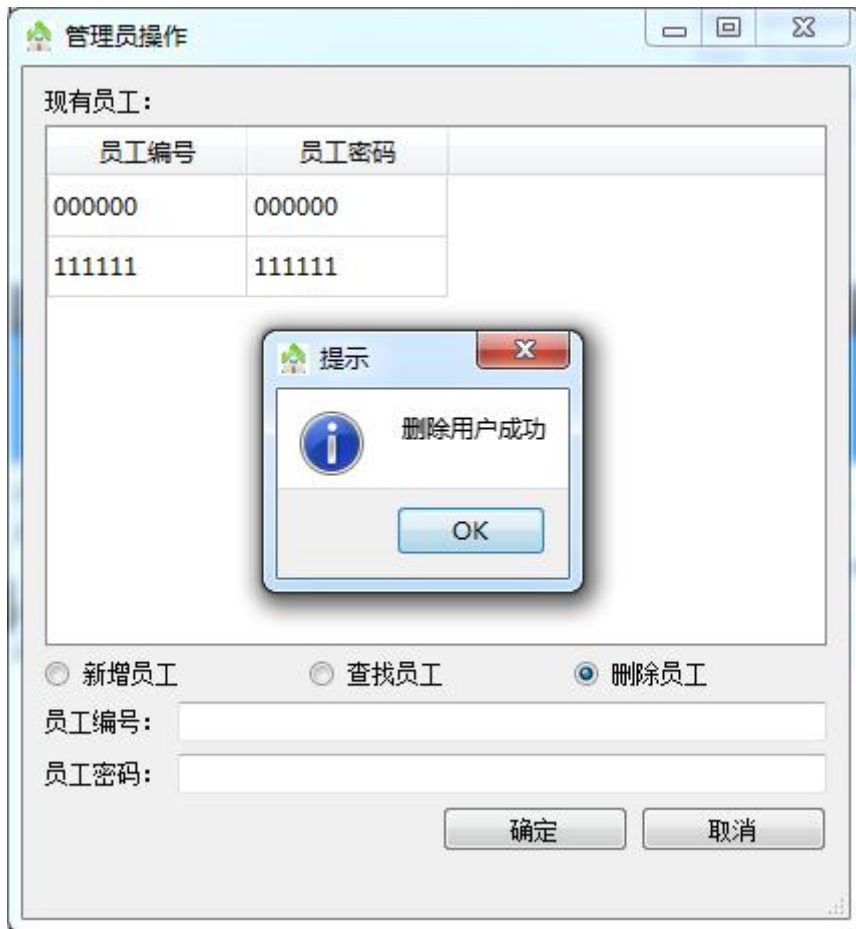 管理员操作
现有员工：
员工编号 员工密码
000000 000000
111111 111111
提示
删除用户成功
OK
新增员工 查找员工 删除员工
员工编号：
员工密码：
确定 取消